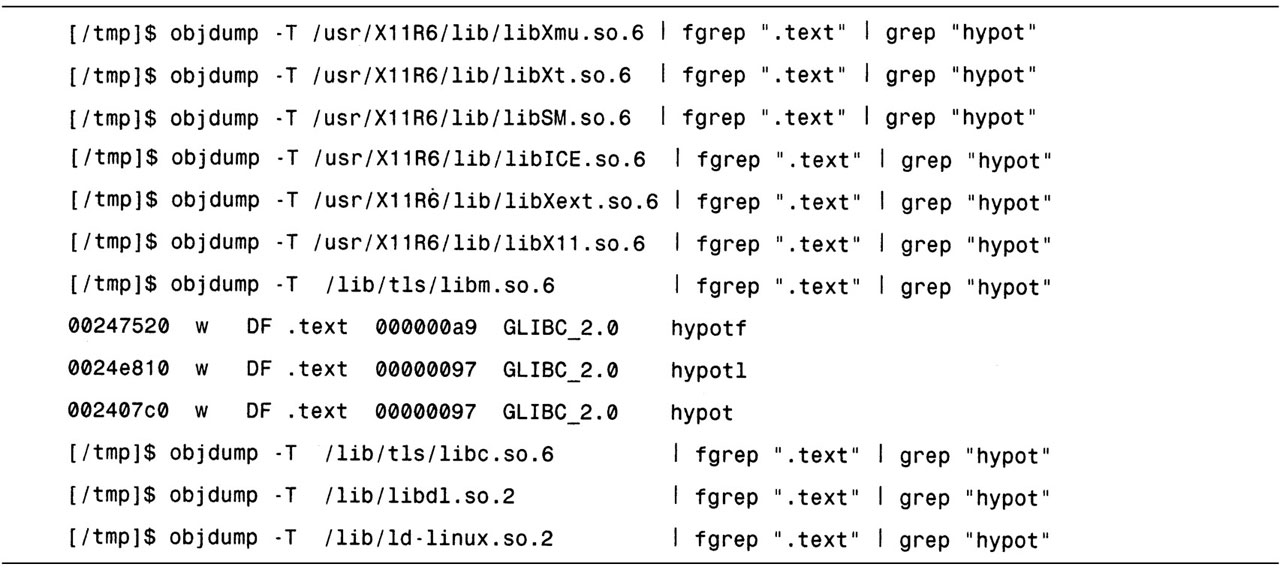 [/tmp]$ objdump -T /usr/X11R6/lib/libXmu.so.6 | fgrep ".text" | grep "hypot"
[/tmp]$ objdump -T /usr/X11R6/lib/libXt.so.6  | fgrep ".text" | grep "hypot"
[/tmp]$ objdump -T /usr/X11R6/lib/libSM.so.6  | fgrep ".text" | grep "hypot"
[/tmp]$ objdump -T /usr/X11R6/lib/libICE.so.6  | fgrep ".text" | grep "hypot"
[/tmp]$ objdump -T /usr/X11R6/lib/libXext.so.6 | fgrep ".text" | grep "hypot"
[/tmp]$ objdump -T /usr/X11R6/lib/libX11.so.6  | fgrep ".text" | grep "hypot"
[/tmp]$ objdump -T  /lib/tls/libm.so.6         | fgrep ".text" | grep "hypot"
00247520  w   DF .text  000000a9  GLIBC_2.0    hypotf
0024e810  w   DF .text  00000097  GLIBC_2.0    hypotl
002407c0  w   DF .text  00000097  GLIBC_2.0    hypot
[/tmp]$ objdump -T  /lib/tls/libc.so.6         | fgrep ".text" | grep "hypot"
[/tmp]$ objdump -T  /lib/libdl.so.2            | fgrep ".text" | grep "hypot"
[/tmp]$ objdump -T  /lib/ld-linux.so.2         | fgrep ".text" | grep "hypot"